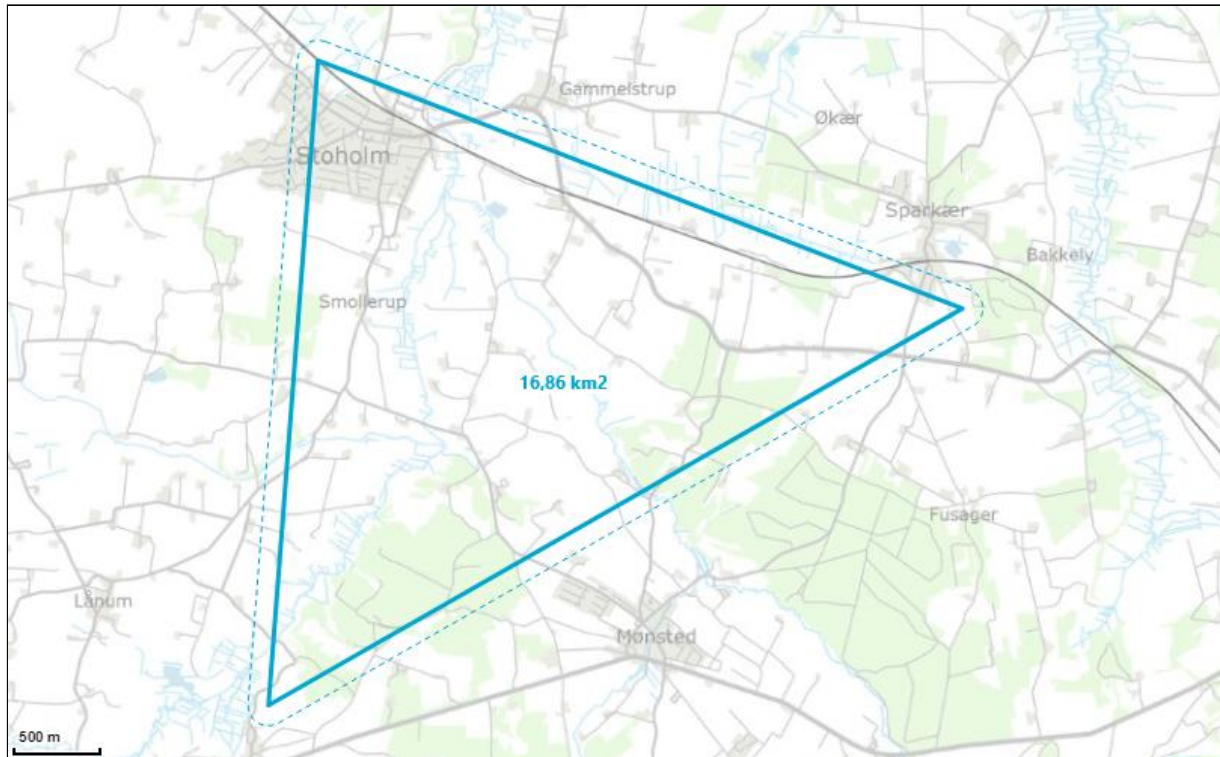 Gammelstrup
Økær
Stoholm
Sparkær
Bakkely
Smollerup
16,86 km2
Fusager
Lånum
Mønsted
500 m